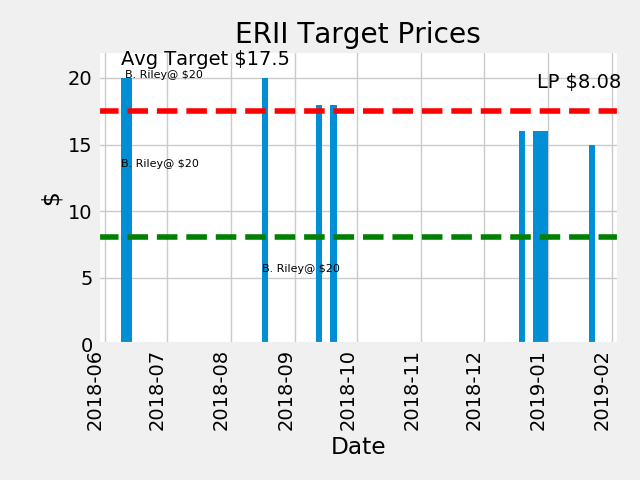 ERII Target Prices
Avg Target $17.5
B. Riley@ $20
LP $8.08
B. Riley@ $20
B. Riley@ $20
$
20
15
10
5
0
2018-06
2018-07
2018-08
2018-09
2018-10
2018-11
2018-12
2019-01
2019-02
Date